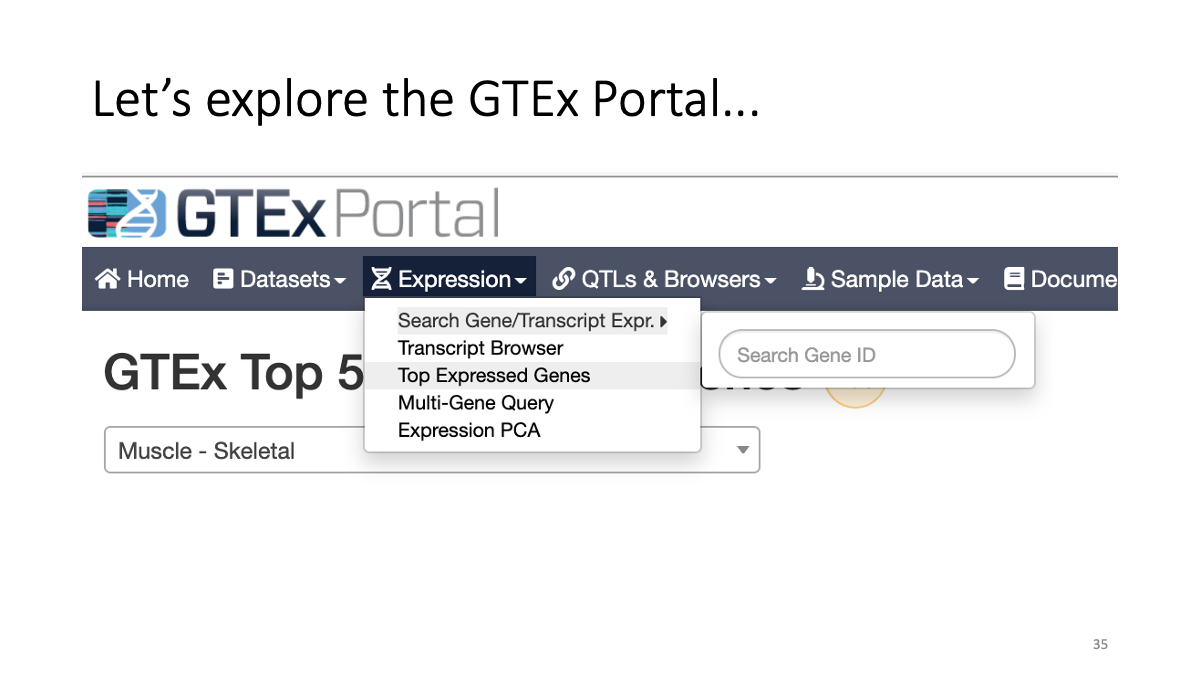 Let’s explore the GTEx Portal...
GTEx Portal
Home Datasets Expression QTLs & Browsers Sample Data Docume
Search Gene/Transcript Expr.
Search Gene ID
Transcript Browser
GTEx Top 5
Top Expressed Genes
Multi-Gene Query
Expression PCA
Muscle - Skeletal
35